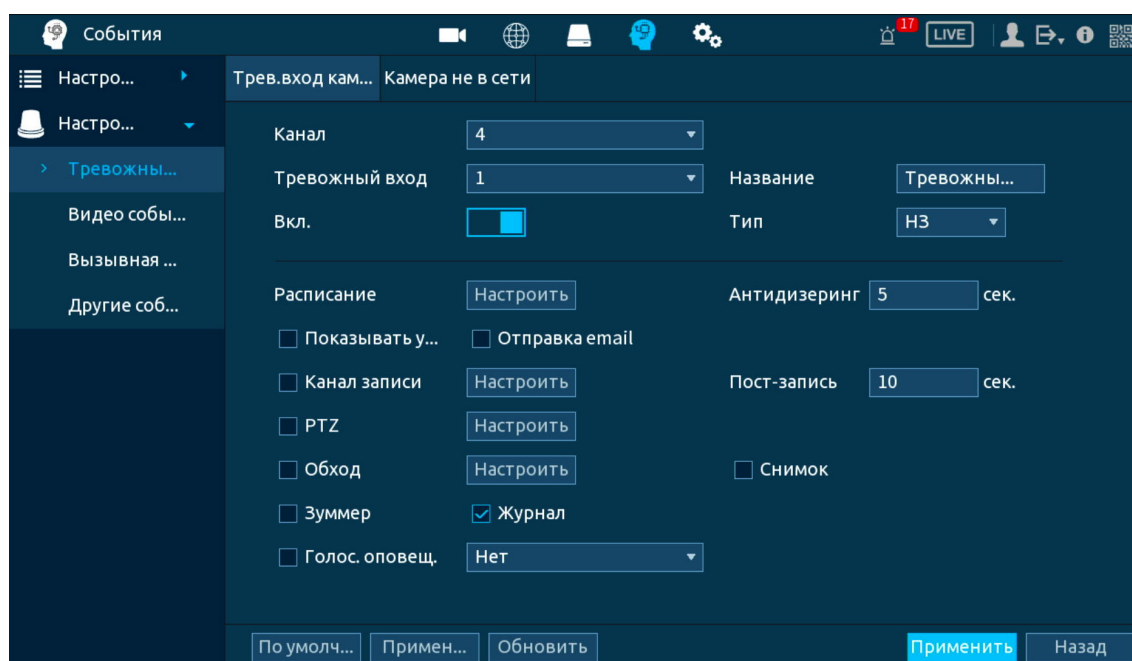 События 17 LIVE
Настро...
Настро...
Тревожны...
Видео собы...
Вызывная ...
Другие соб...
Трев.вход кам... Камера не в сети
Канал 4
Тревожный вход 1 Название Тревожны...
Вкл. Тип НЗ
Расписание Настроить Антидизеринг 5 сек.
Показывать у... Отправка email
Канал записи Настроить Пост-запись 10 сек.
PTZ Настроить
Обход Настроить Снимок
Зуммер Журнал
Голос. оповещ. Нет
По умолч... Примен... Обновить Применить Назад